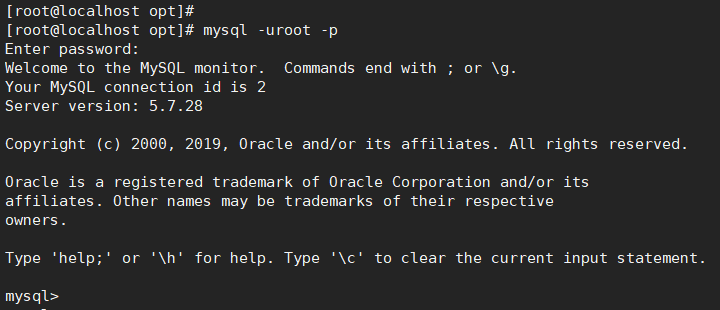 [root@localhost opt]#
[root@localhost opt]# mysql -uroot -p
Enter password:
Welcome to the MySQL monitor.  Commands end with ; or \g.
Your MySQL connection id is 2
Server version: 5.7.28
Copyright (c) 2000, 2019, Oracle and/or its affiliates. All rights reserved.
Oracle is a registered trademark of Oracle Corporation and/or its
affiliates. Other names may be trademarks of their respective
owners.
Type 'help;' or '\h' for help. Type '\c' to clear the current input statement.
mysql>